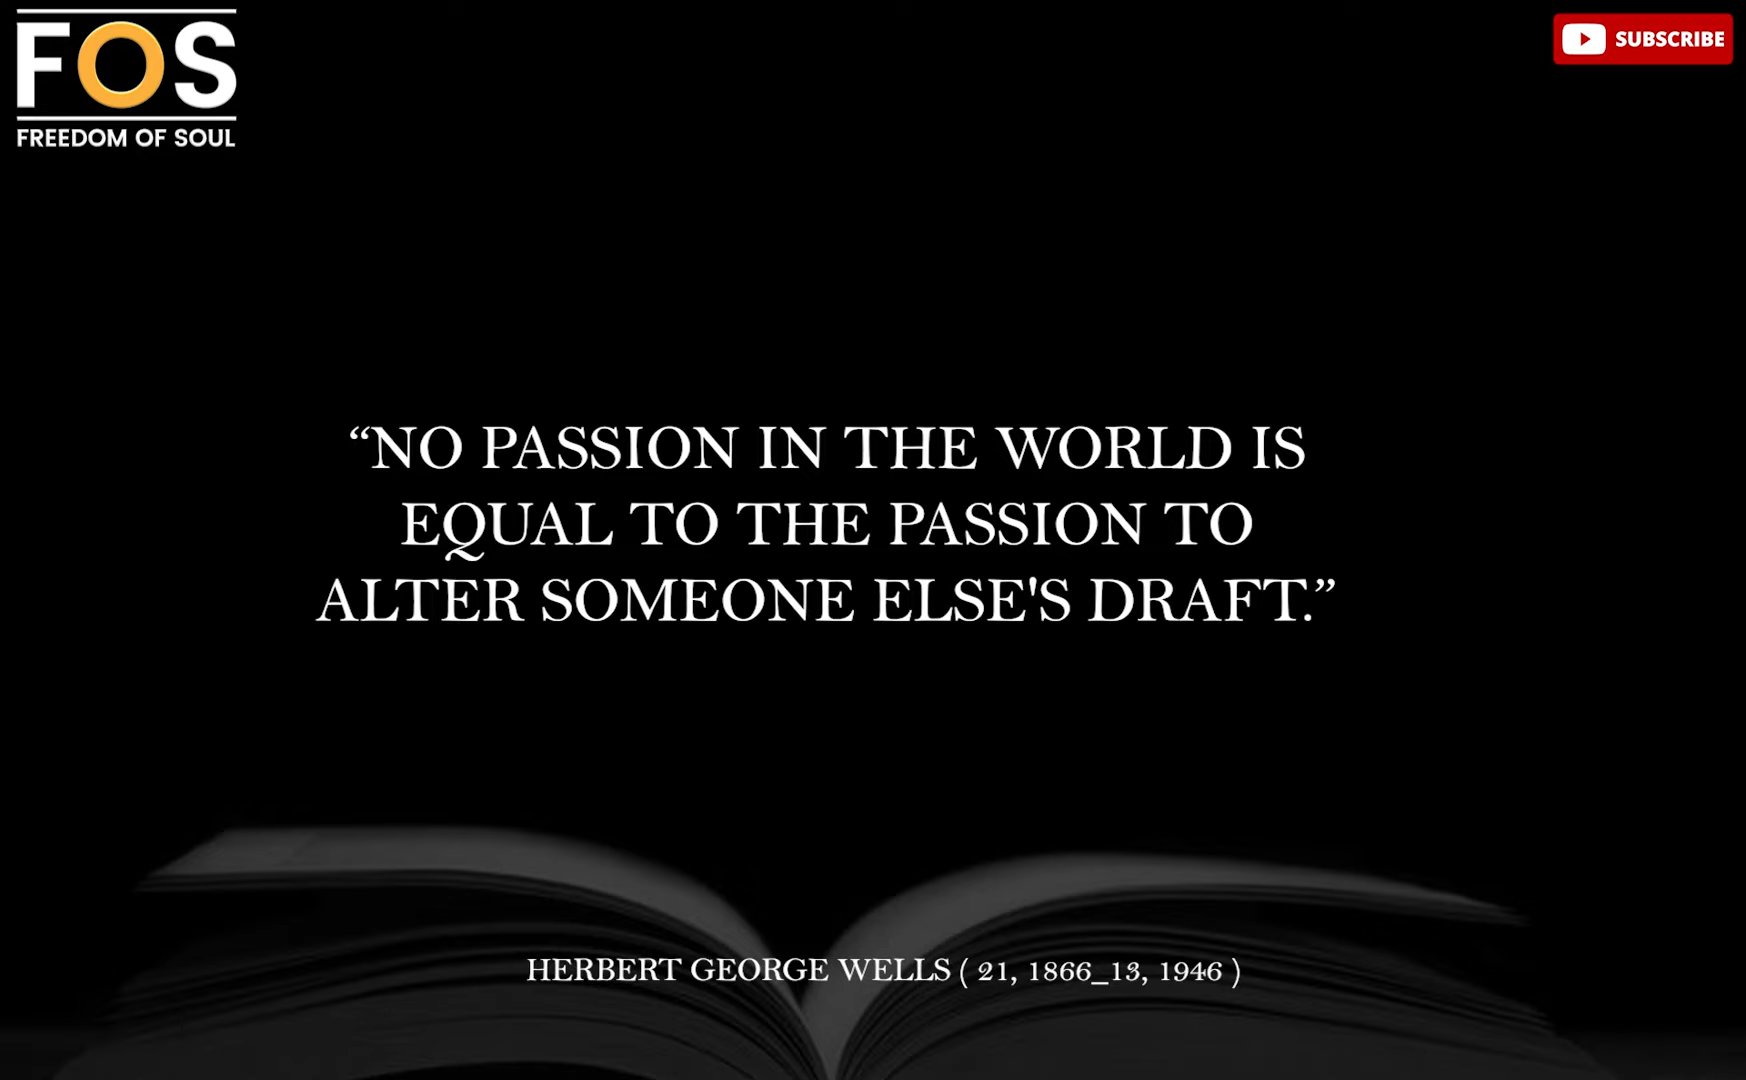 FOS
FREEDOM OF SOUL
SUBSCRIBE
“NO PASSION IN THE WORLD IS
EQUAL TO THE PASSION TO
ALTER SOMEONE ELSE'S DRAFT.”
HERBERT GEORGE WELLS ( 21, 1866_13, 1946 )